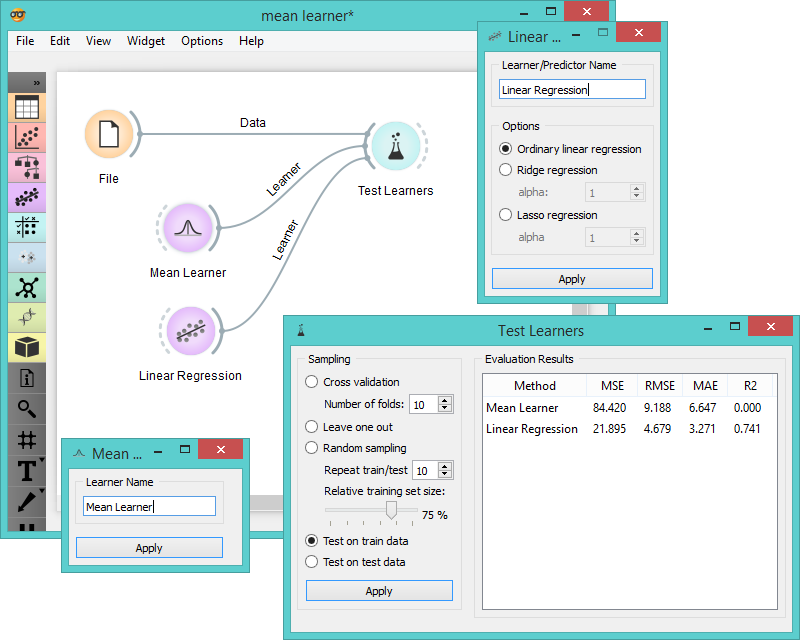 mean learner*
File Edit View Widget Options Help
»
Data
File
Learner
Test Learners
Mean Learner
Learner
Linear Regression
Linear ...
Learner/Predictor Name
Linear Regression
Options
Ordinary linear regression
Ridge regression
alpha: 1
Lasso regression
alpha 1
Apply
Mean ...
Learner Name
Mean Learner
Apply
Test Learners
Sampling
Cross validation
Number of folds: 10
Leave one out
Random sampling
Repeat train/test 10
Relative training set size:
75 %
Test on train data
Test on test data
Apply
Evaluation Results
Method MSE RMSE MAE R2
Mean Learner 84.420 9.188 6.647 0.000
Linear Regression 21.895 4.679 3.271 0.741